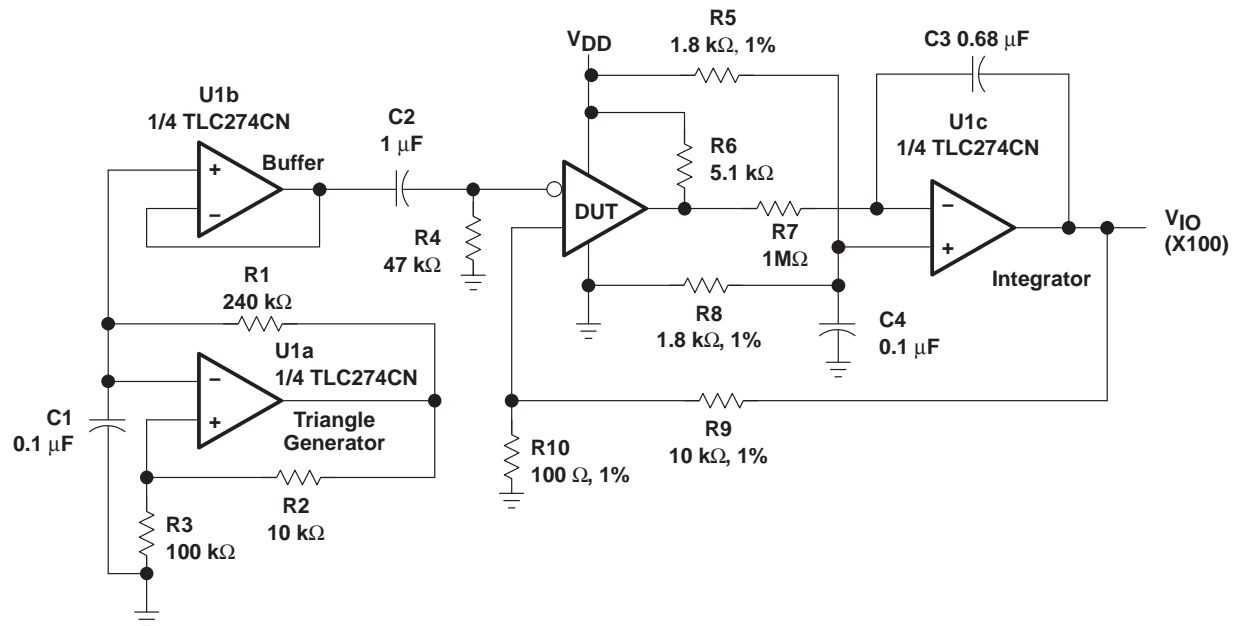 U1b
1/4 TLC274CN
Buffer
+
−
C2
1 μF
R4
47 kΩ
R1
240 kΩ
U1a
1/4 TLC274CN
−
+
Triangle
Generator
C1
0.1 μF
R2
10 kΩ
R3
100 kΩ
VDD
R5
1.8 kΩ, 1%
R6
5.1 kΩ
DUT
R7
1MΩ
R8
1.8 kΩ, 1%
C3 0.68 μF
U1c
1/4 TLC274CN
−
+
Integrator
VIO
(X100)
C4
0.1 μF
R9
10 kΩ, 1%
R10
100 Ω, 1%